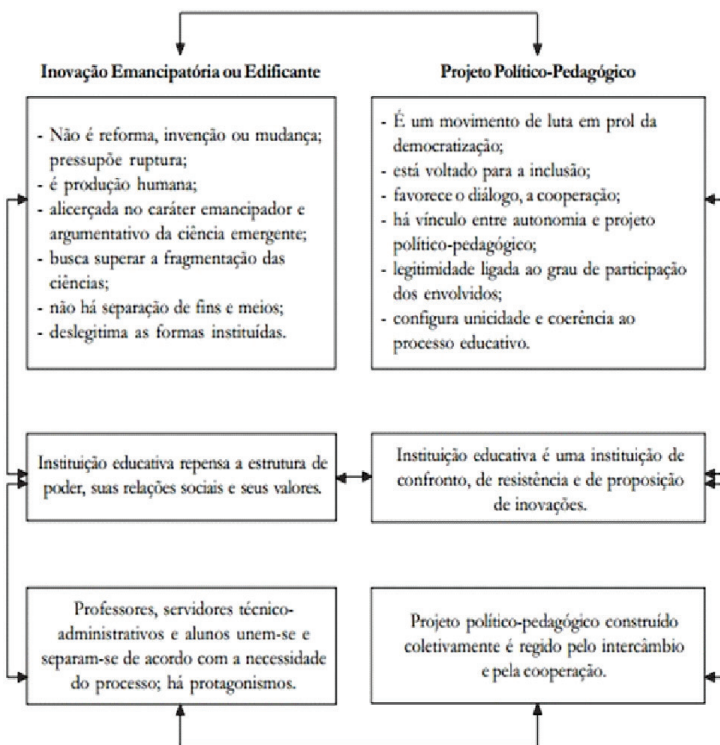 Inovação Emancipatória ou Edificante
- Não é reforma, invenção ou mudança;
pressupõe ruptura;
- é produção humana;
- alicerçada no caráter emancipador e
argumentativo da ciência emergente;
- busca superar a fragmentação das
ciências;
- não há separação de fins e meios;
- deslegitima as formas instituídas.
Projeto Político-Pedagógico
- É um movimento de luta em prol da
democratização;
- está voltado para a inclusão;
- favorece o diálogo, a cooperação;
- há vínculo entre autonomia e projeto
político-pedagógico;
- legitimidade ligada ao grau de participação
dos envolvidos;
- configura unicidade e coerência ao
processo educativo.
Instituição educativa repensa a estrutura de
poder, suas relações sociais e seus valores.
Instituição educativa é uma instituição de
confronto, de resistência e de proposição
de inovações.
Professores, servidores técnico-
administrativos e alunos unem-se e
separam-se de acordo com a necessidade
do processo; há protagonismos.
Projeto político-pedagógico construído
coletivamente é regido pelo intercâmbio
e pela cooperação.